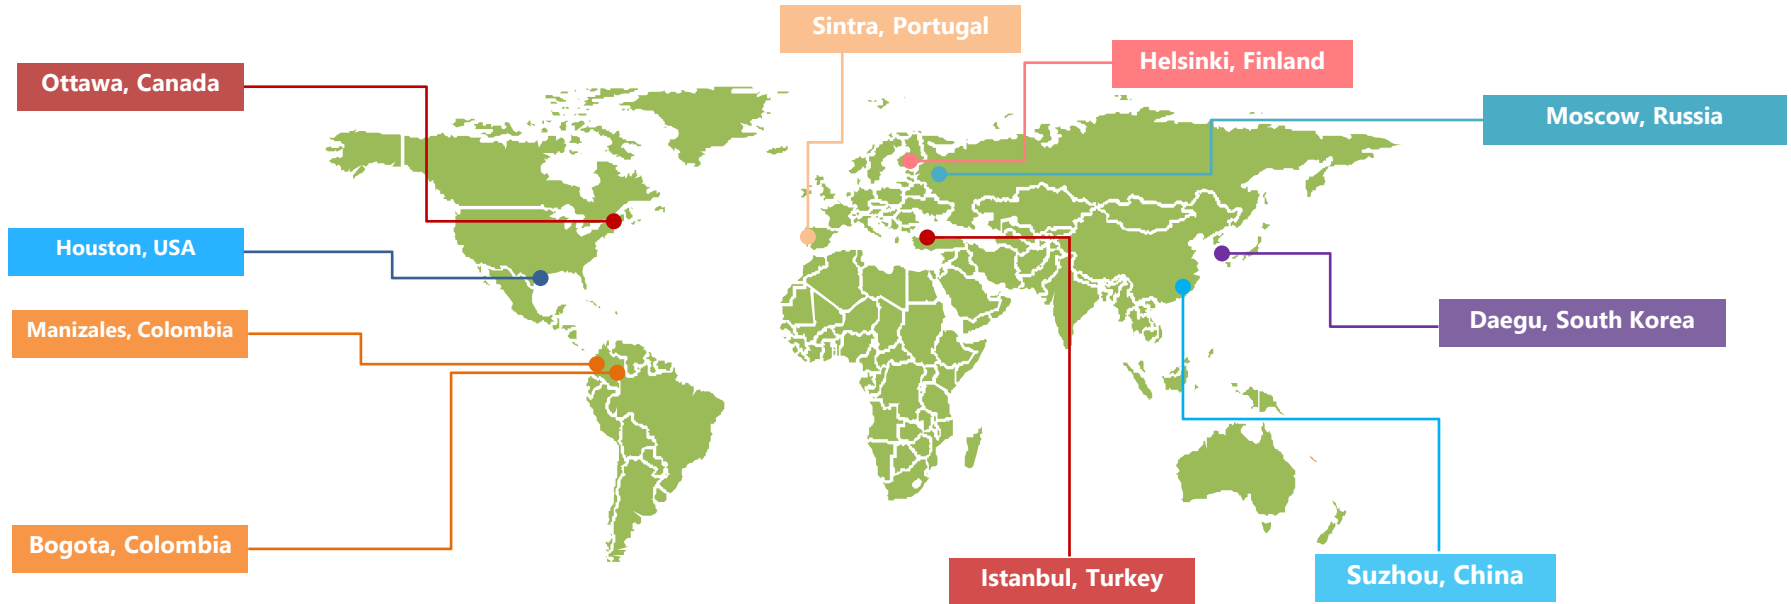 Sintra, Portugal
Helsinki, Finland
Ottawa, Canada
Moscow, Russia
Houston, USA
Manizales, Colombia
Daegu, South Korea
Bogota, Colombia
Istanbul, Turkey
Suzhou, China